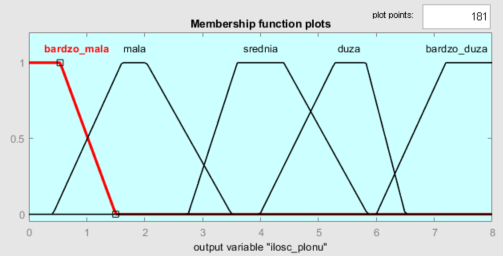 plot points: 181
Membership function plots
bardzo_mala mala srednia duza bardzo_duza
1
0.5
0
0 1 2 3 4 5 6 7 8
output variable "ilosc_plonu"